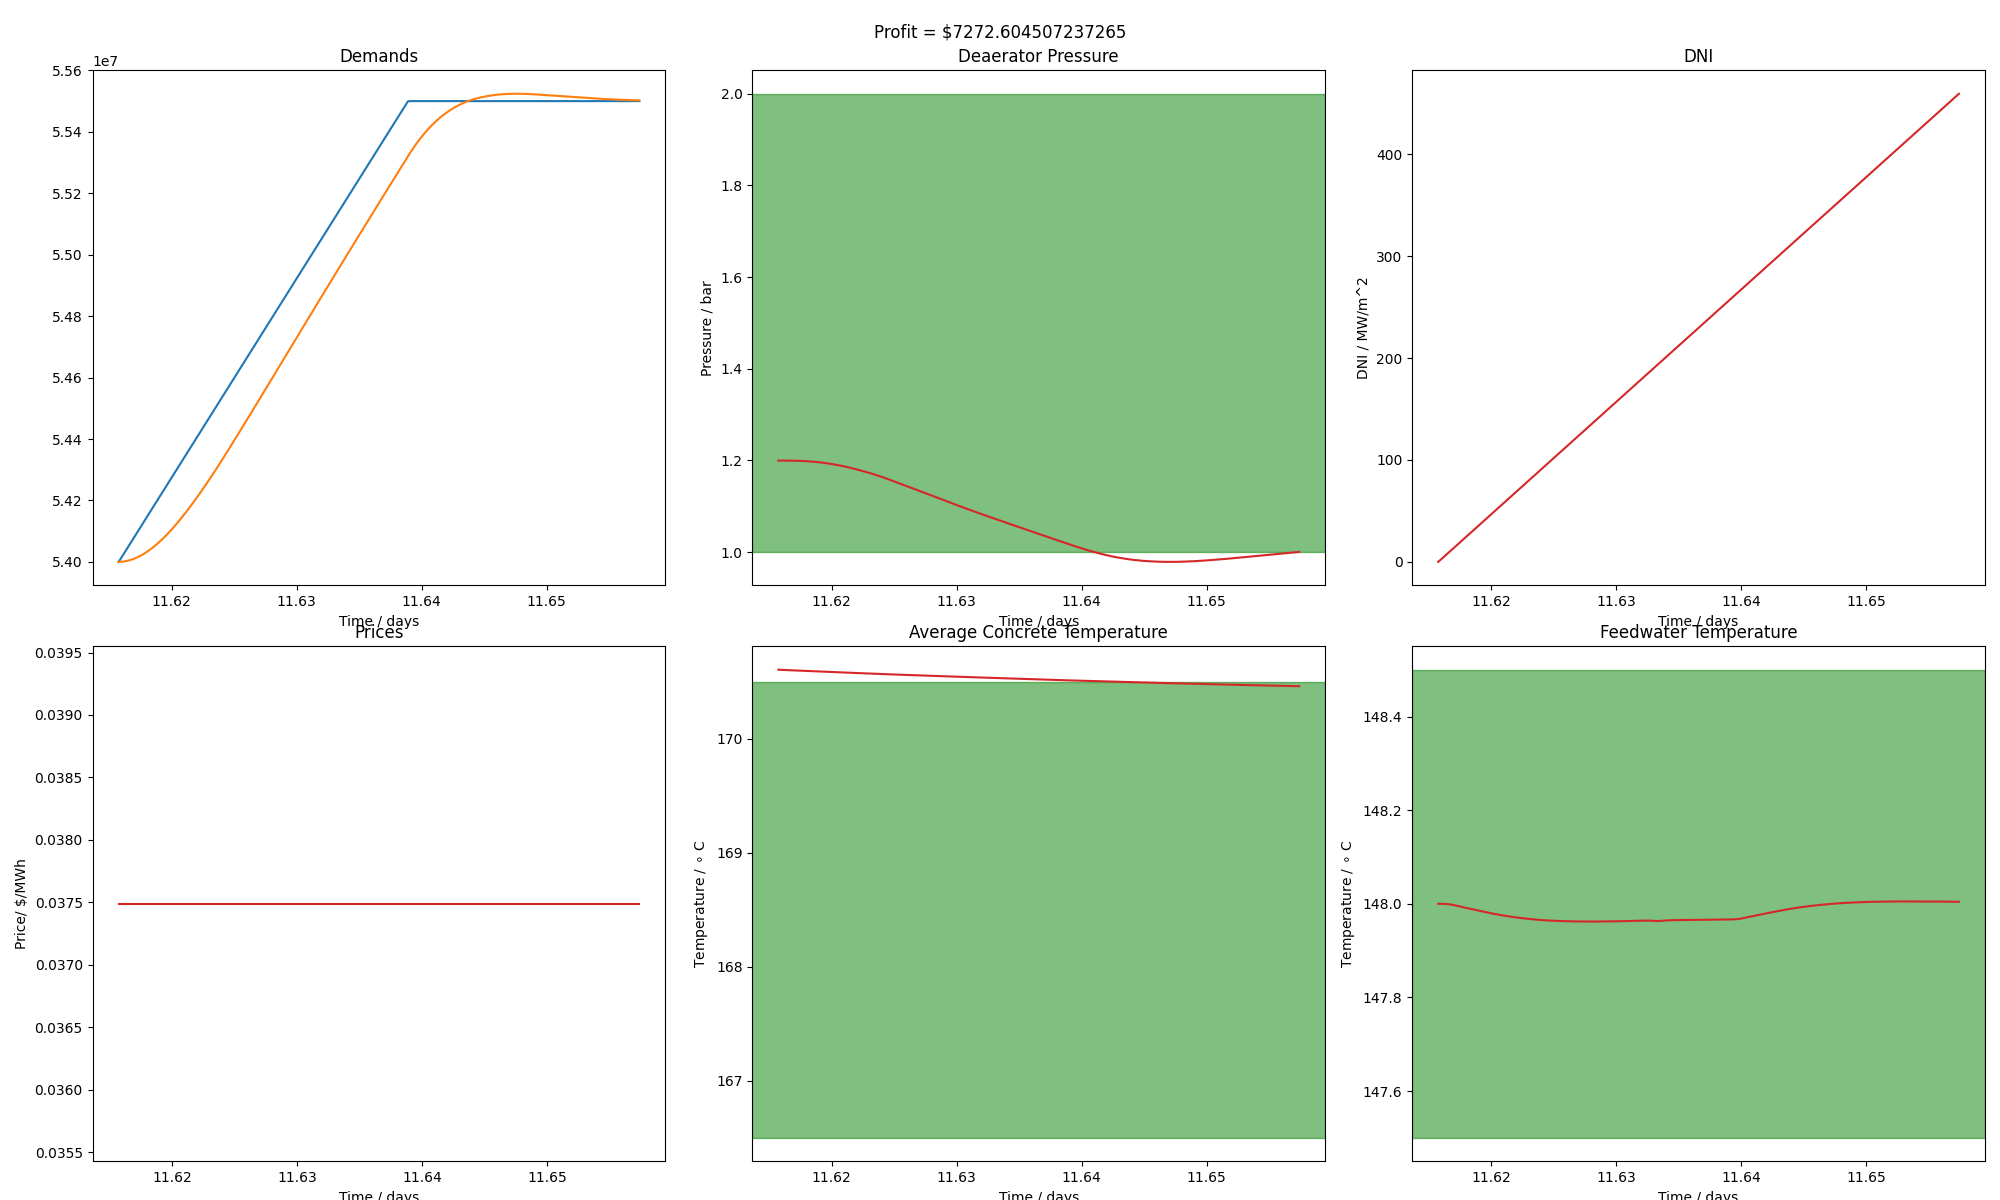 Profit = $7272.604507237265
Demands
1e7
5.56
5.54
5.52
5.50
5.48
5.46
5.44
5.42
5.40
11.62 11.63 11.64 11.65
Time / days
Deaerator Pressure
Pressure / bar
2.0
1.8
1.6
1.4
1.2
1.0
11.62 11.63 11.64 11.65
Time / days
DNI
DNI / MW/m^2
400
300
200
100
0
11.62 11.63 11.64 11.65
Time / days
Prices
Price/ $/MWh
0.0395
0.0390
0.0385
0.0380
0.0375
0.0370
0.0365
0.0360
0.0355
11.62 11.63 11.64 11.65
Time / days
Average Concrete Temperature
Temperature / ∘ C
170
169
168
167
11.62 11.63 11.64 11.65
Time / days
Feedwater Temperature
Temperature / ∘ C
148.4
148.2
148.0
147.8
147.6
11.62 11.63 11.64 11.65
Time / days